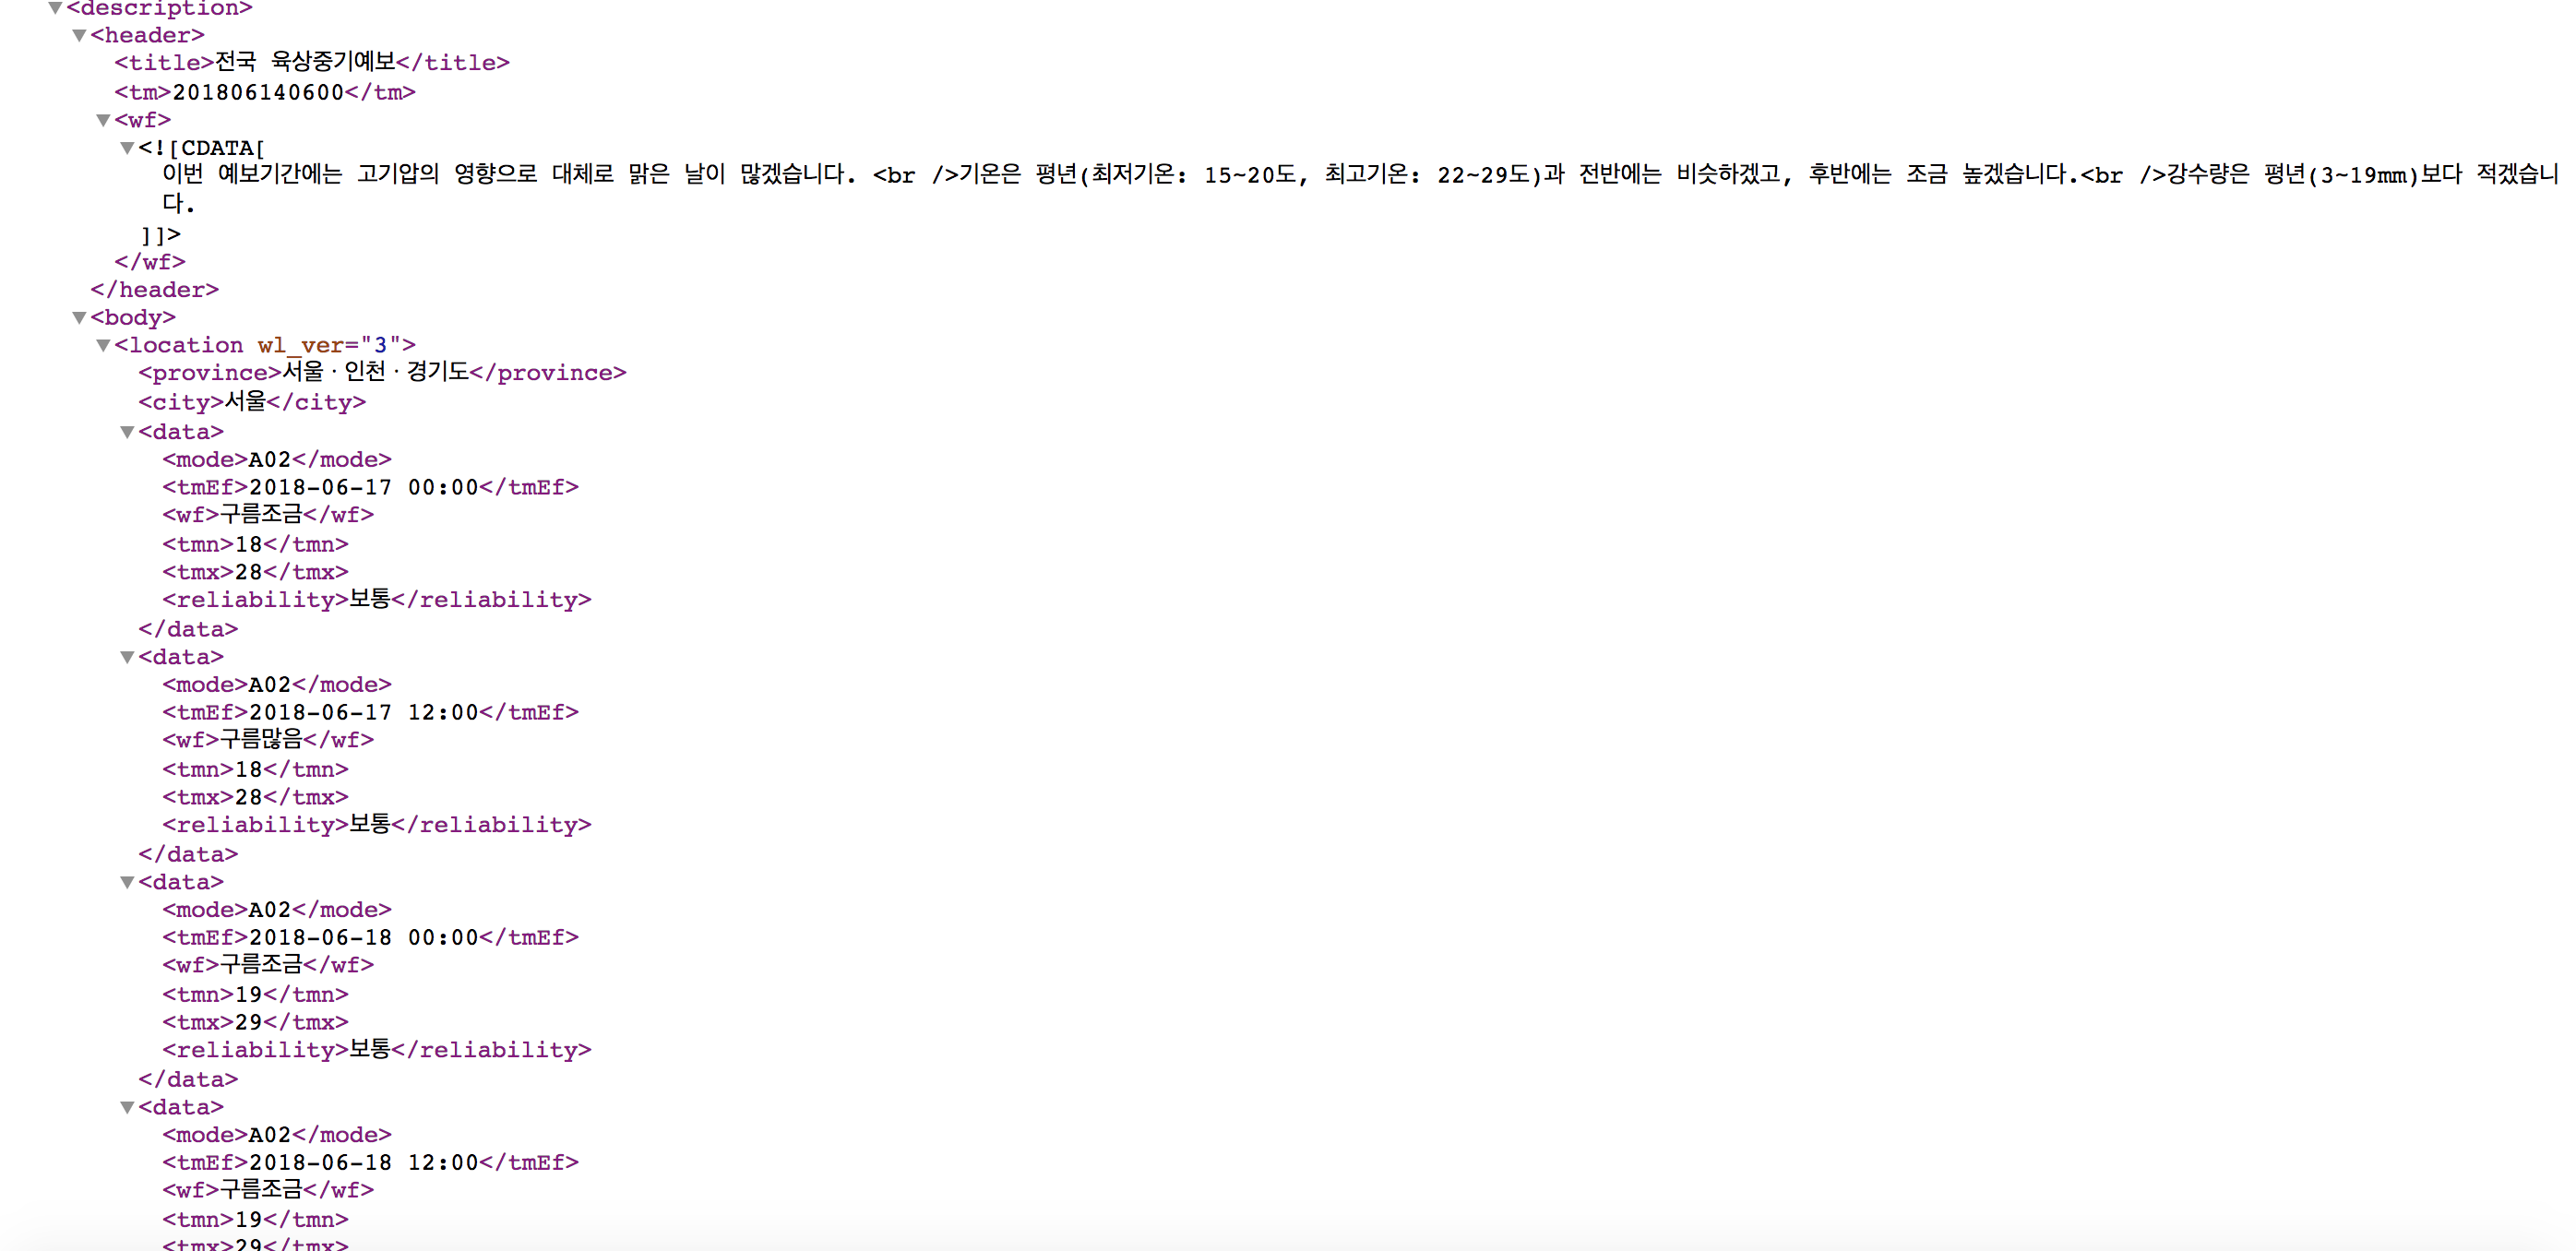 <description>
<header>
<title>전국 육상중기예보</title>
<tm>201806140600</tm>
<wf>
<![CDATA[
이번 예보기간에는 고기압의 영향으로 대체로 맑은 날이 많겠습니다. <br />기온은 평년(최저기온: 15~20도, 최고기온: 22~29도)과 전반에는 비슷하겠고, 후반에는 조금 높겠습니다.<br />강수량은 평년(3~19mm)보다 적겠습니
다.
]]>
</wf>
</header>
<body>
<location wl_ver="3">
<province>서울·인천·경기도</province>
<city>서울</city>
<data>
<mode>A02</mode>
<tmEf>2018-06-17 00:00</tmEf>
<wf>구름조금</wf>
<tmn>18</tmn>
<tmx>28</tmx>
<reliability>보통</reliability>
</data>
<data>
<mode>A02</mode>
<tmEf>2018-06-17 12:00</tmEf>
<wf>구름많음</wf>
<tmn>18</tmn>
<tmx>28</tmx>
<reliability>보통</reliability>
</data>
<data>
<mode>A02</mode>
<tmEf>2018-06-18 00:00</tmEf>
<wf>구름조금</wf>
<tmn>19</tmn>
<tmx>29</tmx>
<reliability>보통</reliability>
</data>
<data>
<mode>A02</mode>
<tmEf>2018-06-18 12:00</tmEf>
<wf>구름조금</wf>
<tmn>19</tmn>
<tmx>29</tmx>